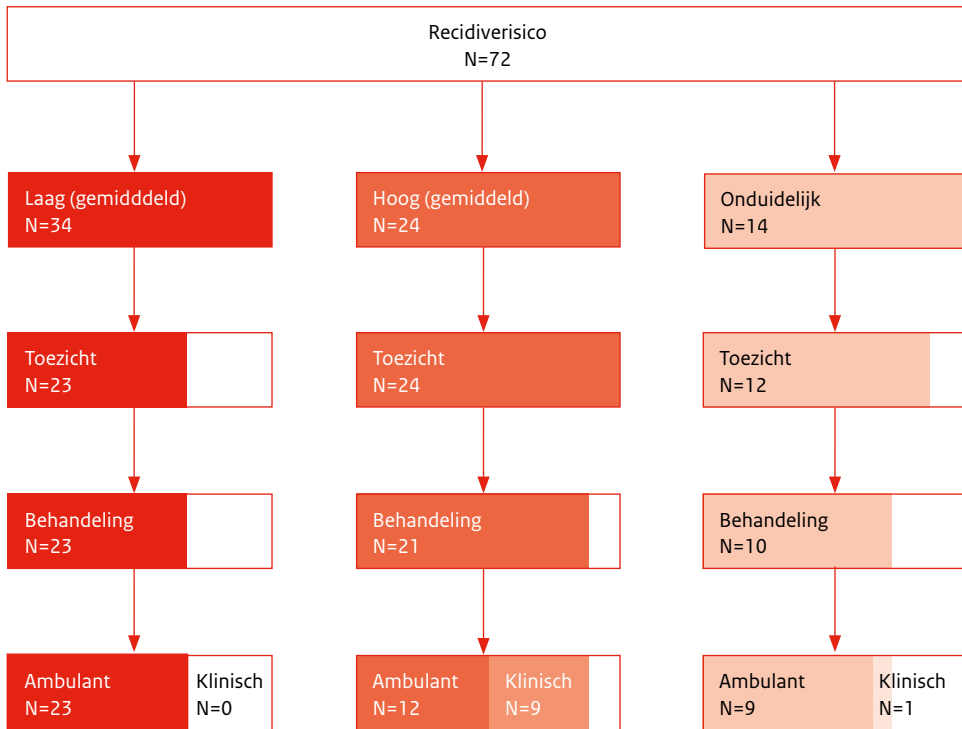 Recidiverisico
N=72
Laag (gemidddeld)
N=34
Hoog (gemiddeld)
N=24
Onduidelijk
N=14
Toezicht
N=23
Toezicht
N=24
Toezicht
N=12
Behandeling
N=23
Behandeling
N=21
Behandeling
N=10
Ambulant
N=23
Klinisch
N=0
Ambulant
N=12
Klinisch
N=9
Ambulant
N=9
Klinisch
N=1